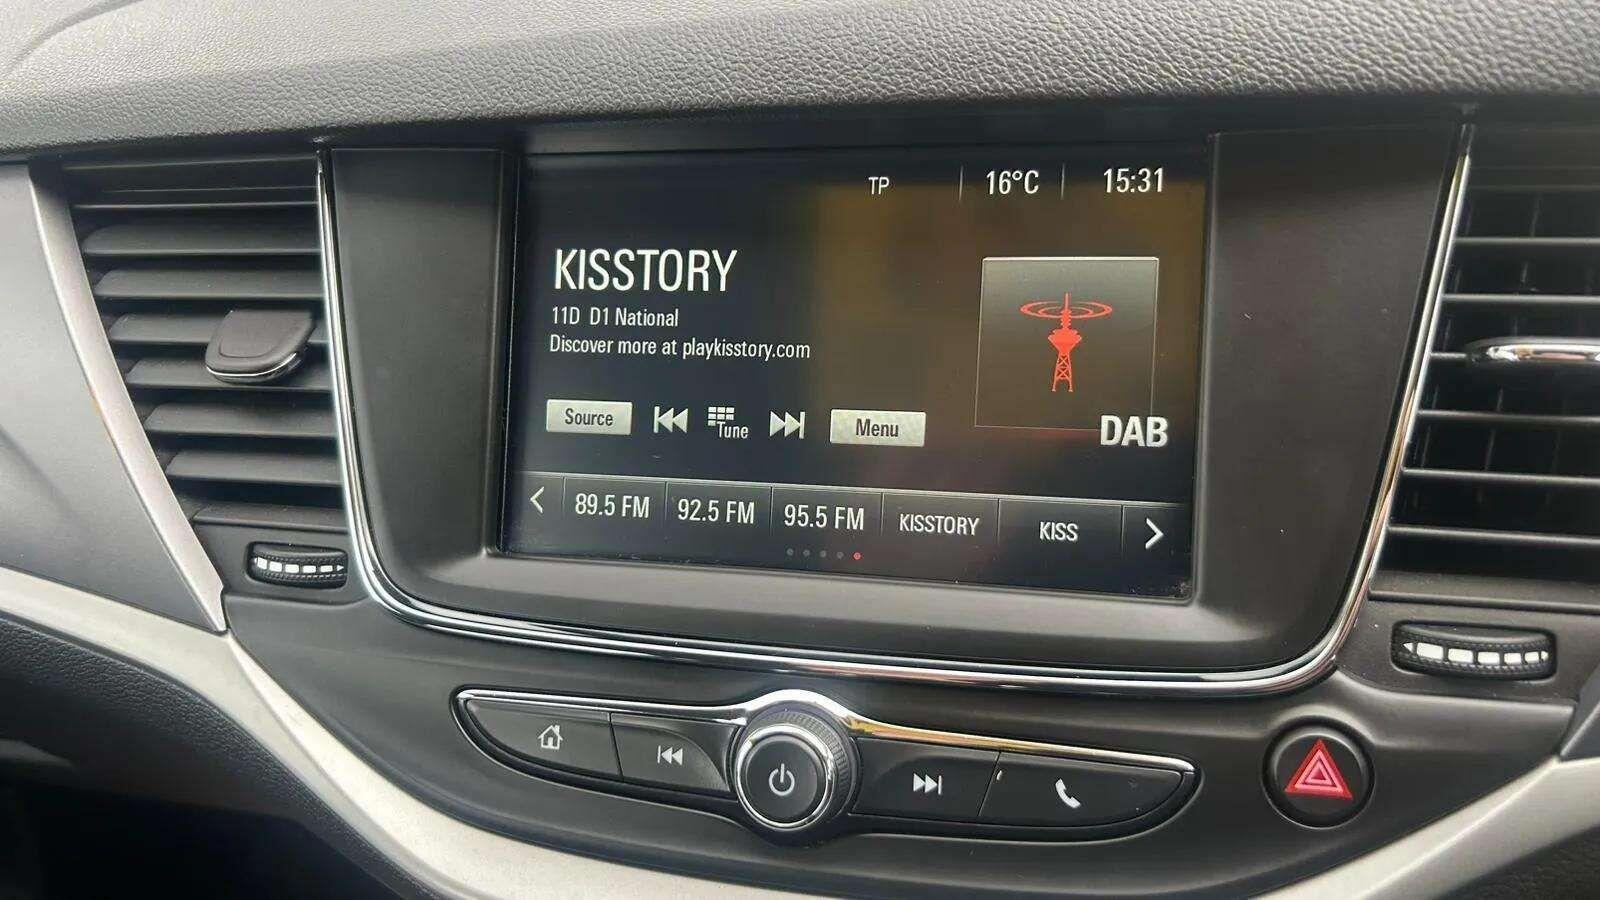 TP 16°C 15:31
KISSTORY
11D D1 National
Discover more at playkisstory.com
Source Tune Menu
DAB
89.5 FM 92.5 FM 95.5 FM KISSTORY KISS